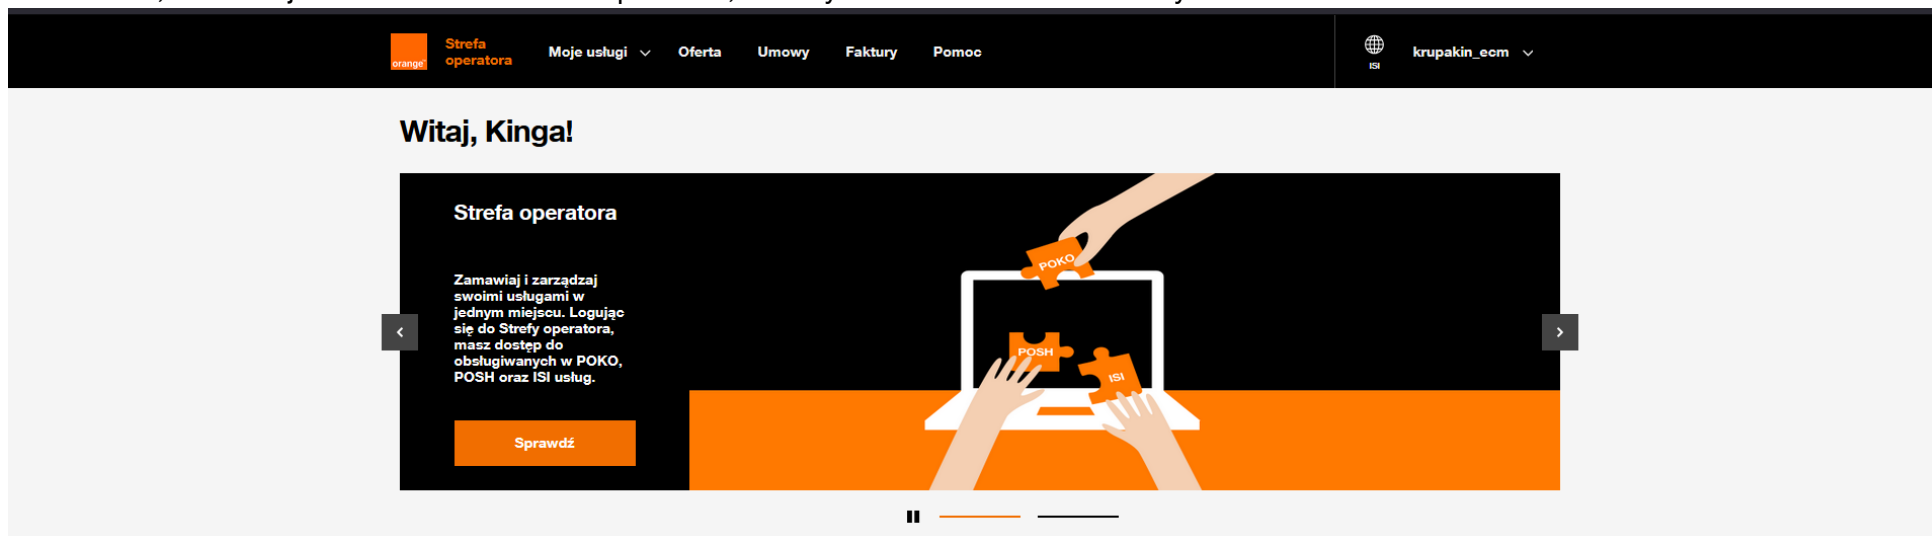 orange
Strefa
operatora
Moje usługi
Oferta
Umowy
Faktury
Pomoc
ISI
krupakin_ecm
Witaj, Kinga!
Strefa operatora
Zamawiaj i zarządzaj
swoimi usługami w
jednym miejscu. Logując
się do Strefy operatora,
masz dostęp do
obsługiwanych w POKO,
POSH oraz ISI usług.
Sprawdź
POKO
POSH
ISI